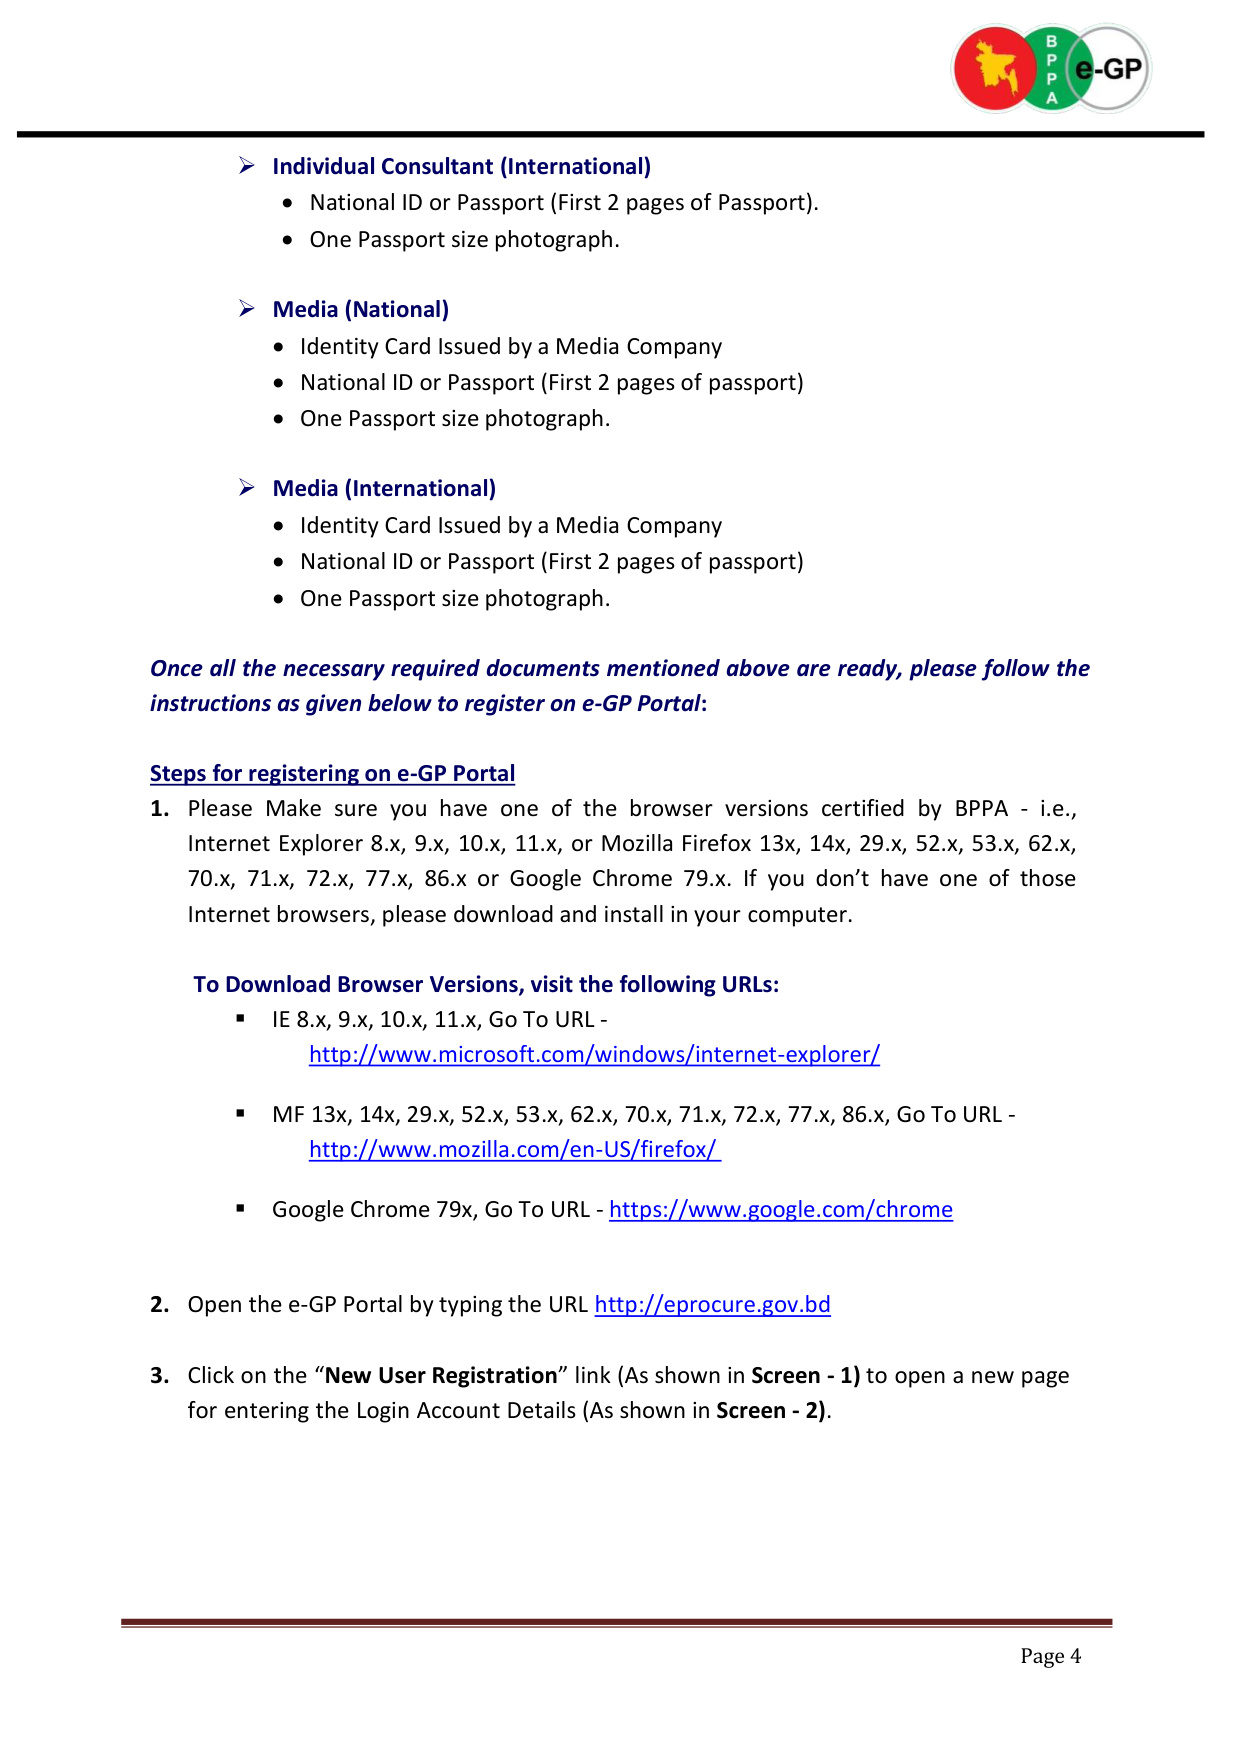 B
P
P
A
e-GP
➢ Individual Consultant (International)
• National ID or Passport (First 2 pages of Passport).
• One Passport size photograph.
➢ Media (National)
• Identity Card Issued by a Media Company
• National ID or Passport (First 2 pages of passport)
• One Passport size photograph.
➢ Media (International)
• Identity Card Issued by a Media Company
• National ID or Passport (First 2 pages of passport)
• One Passport size photograph.
Once all the necessary required documents mentioned above are ready, please follow the
instructions as given below to register on e-GP Portal:
Steps for registering on e-GP Portal
1. Please Make sure you have one of the browser versions certified by BPPA - i.e.,
Internet Explorer 8.x, 9.x, 10.x, 11.x, or Mozilla Firefox 13x, 14x, 29.x, 52.x, 53.x, 62.x,
70.x, 71.x, 72.x, 77.x, 86.x or Google Chrome 79.x. If you don’t have one of those
Internet browsers, please download and install in your computer.
To Download Browser Versions, visit the following URLs:
▪ IE 8.x, 9.x, 10.x, 11.x, Go To URL -
http://www.microsoft.com/windows/internet-explorer/
▪ MF 13x, 14x, 29.x, 52.x, 53.x, 62.x, 70.x, 71.x, 72.x, 77.x, 86.x, Go To URL -
http://www.mozilla.com/en-US/firefox/
▪ Google Chrome 79x, Go To URL - https://www.google.com/chrome
2. Open the e-GP Portal by typing the URL http://eprocure.gov.bd
3. Click on the “New User Registration” link (As shown in Screen - 1) to open a new page
for entering the Login Account Details (As shown in Screen - 2).
Page 4